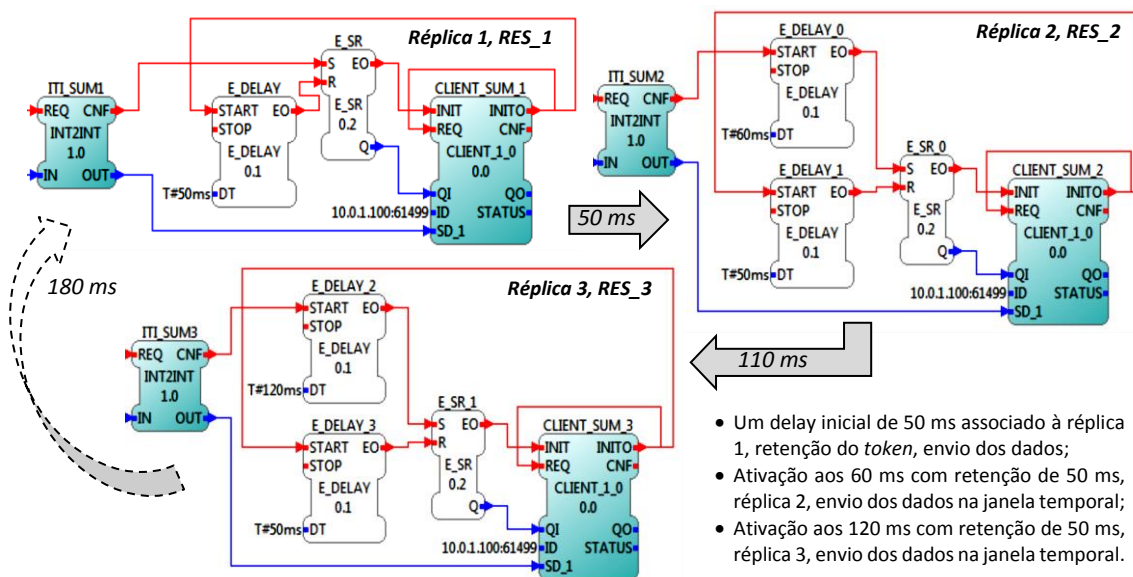 Réplica 1, RES_1
E_SR
S EO
R
E_SR
0.2
Q
ITI_SUM1
REQ CNF
INT2INT
1.0
IN OUT
E_DELAY
START EO
STOP
E_DELAY
0.1
T#50ms DT
CLIENT_SUM_1
INIT INITO
REQ CNF
CLIENT_1_0
0.0
QI QO
10.0.1.100:61499 ID STATUS
SD_1
50 ms
Réplica 2, RES_2
E_DELAY_0
START EO
STOP
E_DELAY
0.1
T#60ms DT
ITI_SUM2
REQ CNF
INT2INT
1.0
IN OUT
E_DELAY_1
START EO
STOP
E_DELAY
0.1
T#50ms DT
E_SR_0
S EO
R
E_SR
0.2
Q
CLIENT_SUM_2
INIT INITO
REQ CNF
CLIENT_1_0
0.0
QI QO
10.0.1.100:61499 ID STATUS
SD_1
110 ms
Réplica 3, RES_3
E_DELAY_2
START EO
STOP
E_DELAY
0.1
T#120ms DT
ITI_SUM3
REQ CNF
INT2INT
1.0
IN OUT
E_DELAY_3
START EO
STOP
E_DELAY
0.1
T#50ms DT
E_SR_1
S EO
R
E_SR
0.2
Q
CLIENT_SUM_3
INIT INITO
REQ CNF
CLIENT_1_0
0.0
QI QO
10.0.1.100:61499 ID STATUS
SD_1
180 ms
• Um delay inicial de 50 ms associado à réplica
1, retenção do token, envio dos dados;
• Ativação aos 60 ms com retenção de 50 ms,
réplica 2, envio dos dados na janela temporal;
• Ativação aos 120 ms com retenção de 50 ms,
réplica 3, envio dos dados na janela temporal.